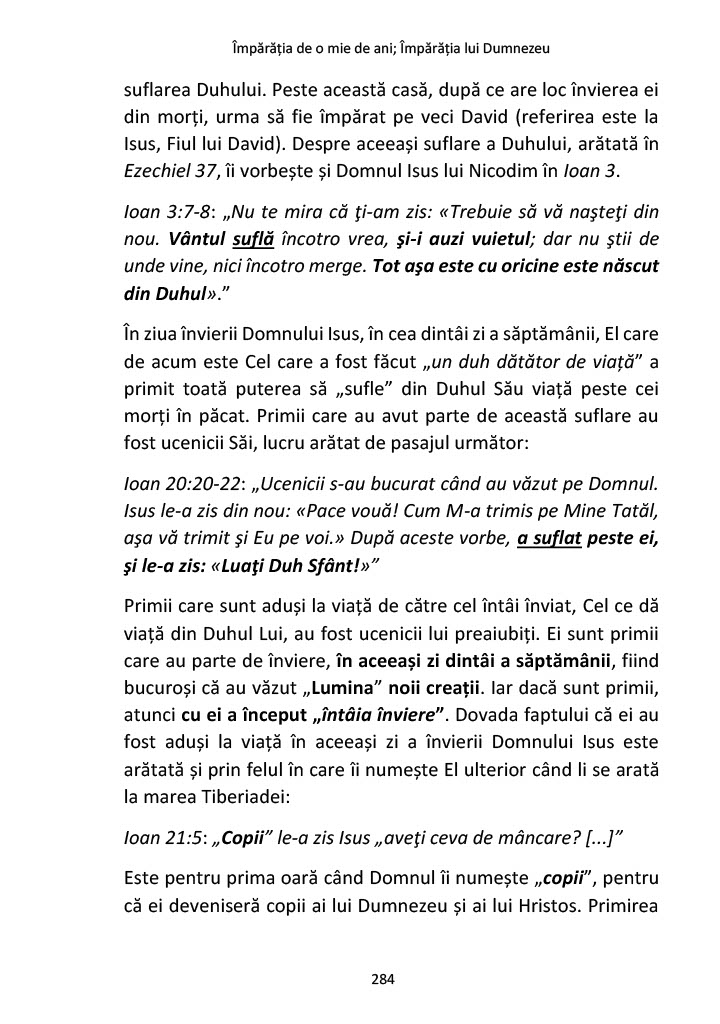 Împărăția de o mie de ani; Împărăția lui Dumnezeu
suflarea Duhului. Peste această casă, după ce are loc învierea ei
din morți, urma să fie împărat pe veci David (referirea este la
Isus, Fiul lui David). Despre aceeași suflare a Duhului, arătată în
Ezechiel 37, îi vorbește și Domnul Isus lui Nicodim în Ioan 3.
Ioan 3:7-8: „Nu te mira că ţi-am zis: «Trebuie să vă naşteţi din
nou. Vântul suflă încotro vrea, şi-i auzi vuietul; dar nu ştii de
unde vine, nici încotro merge. Tot aşa este cu oricine este născut
din Duhul».”
În ziua învierii Domnului Isus, în cea dintâi zi a săptămânii, El care
de acum este Cel care a fost făcut „un duh dătător de viață” a
primit toată puterea să „sufle” din Duhul Său viață peste cei
morți în păcat. Primii care au avut parte de această suflare au
fost ucenicii Săi, lucru arătat de pasajul următor:
Ioan 20:20-22: „Ucenicii s-au bucurat când au văzut pe Domnul.
Isus le-a zis din nou: «Pace vouă! Cum M-a trimis pe Mine Tatăl,
aşa vă trimit şi Eu pe voi.» După aceste vorbe, a suflat peste ei,
şi le-a zis: «Luaţi Duh Sfânt!»”
Primii care sunt aduși la viață de către cel întâi înviat, Cel ce dă
viață din Duhul Lui, au fost ucenicii lui preaiubiți. Ei sunt primii
care au parte de înviere, în aceeași zi dintâi a săptămânii, fiind
bucuroși că au văzut „Lumina” noii creații. Iar dacă sunt primii,
atunci cu ei a început „întâia înviere”. Dovada faptului că ei au
fost aduși la viață în aceeași zi a învierii Domnului Isus este
arătată și prin felul în care îi numește El ulterior când li se arată
la marea Tiberiadei:
Ioan 21:5: „Copii” le-a zis Isus „aveţi ceva de mâncare? [...]”
Este pentru prima oară când Domnul îi numește „copii”, pentru
că ei deveniseră copii ai lui Dumnezeu și ai lui Hristos. Primirea
284